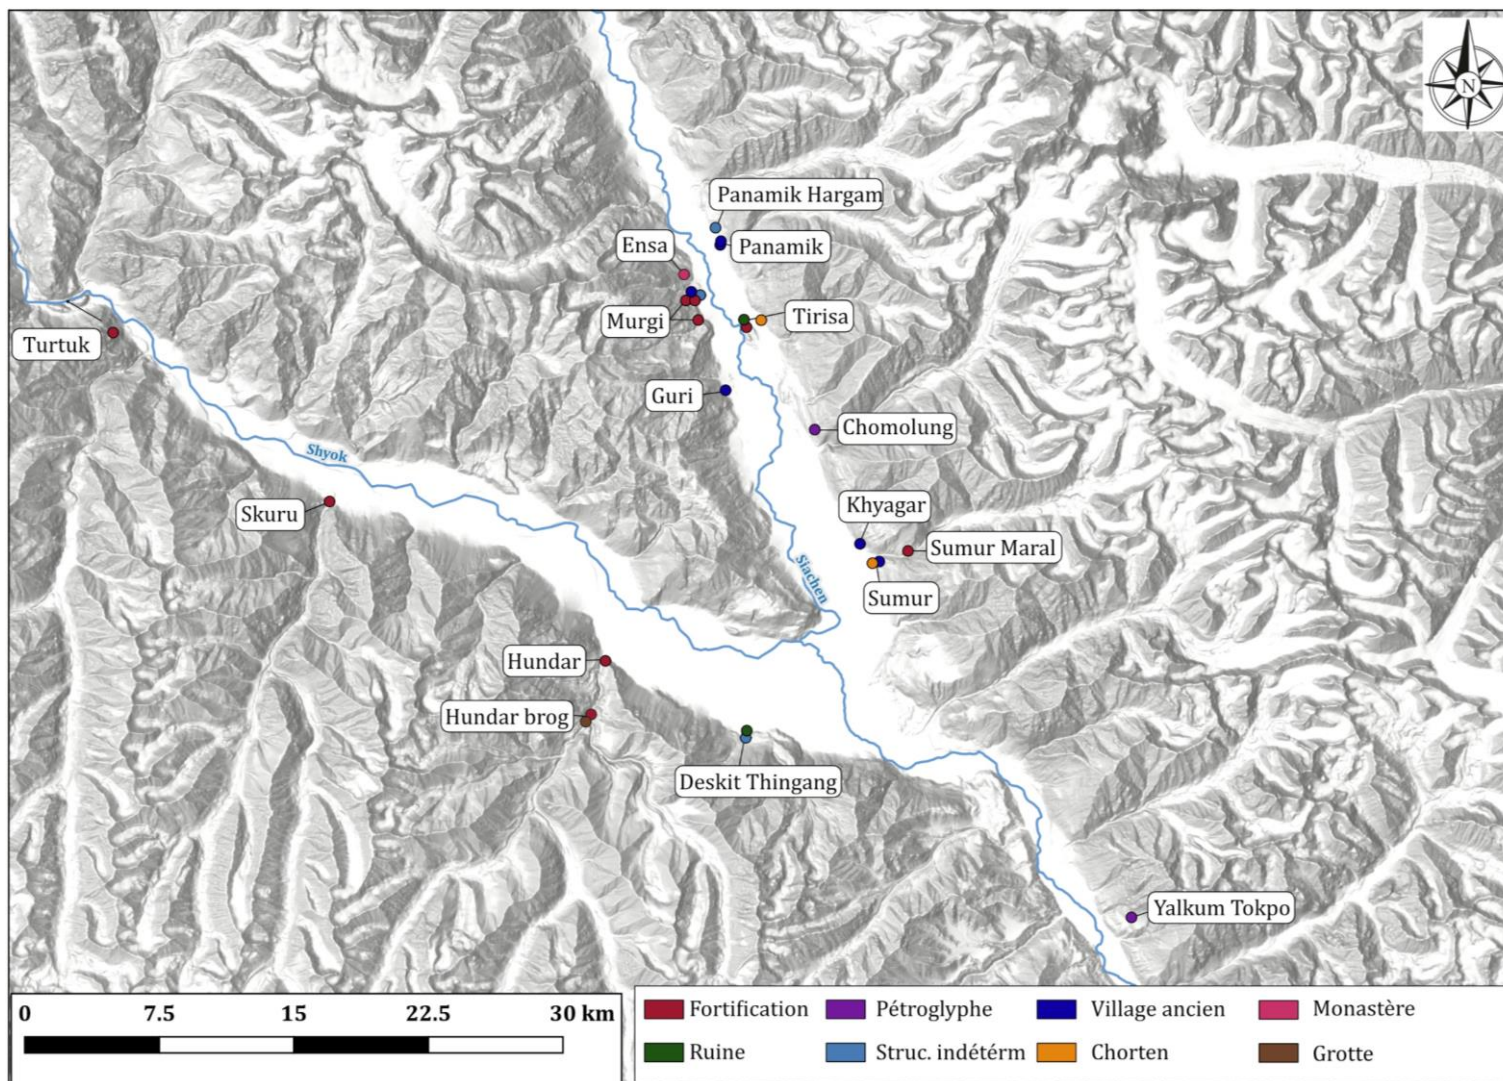 N
Panamik Hargam
Ensa
Panamik
Murgi
Tirisa
Turtuk
Guri
Chomolung
Shyok
Skuru
Khyagar
Sumur Maral
Siachen
Sumur
Hundar
Hundar brog
Deskit Thingang
Yalkum Tokpo
0 7.5 15 22.5 30 km
Fortification Pétroglyphe Village ancien Monastère
Ruine Struc. indétérm Chorten Grotte